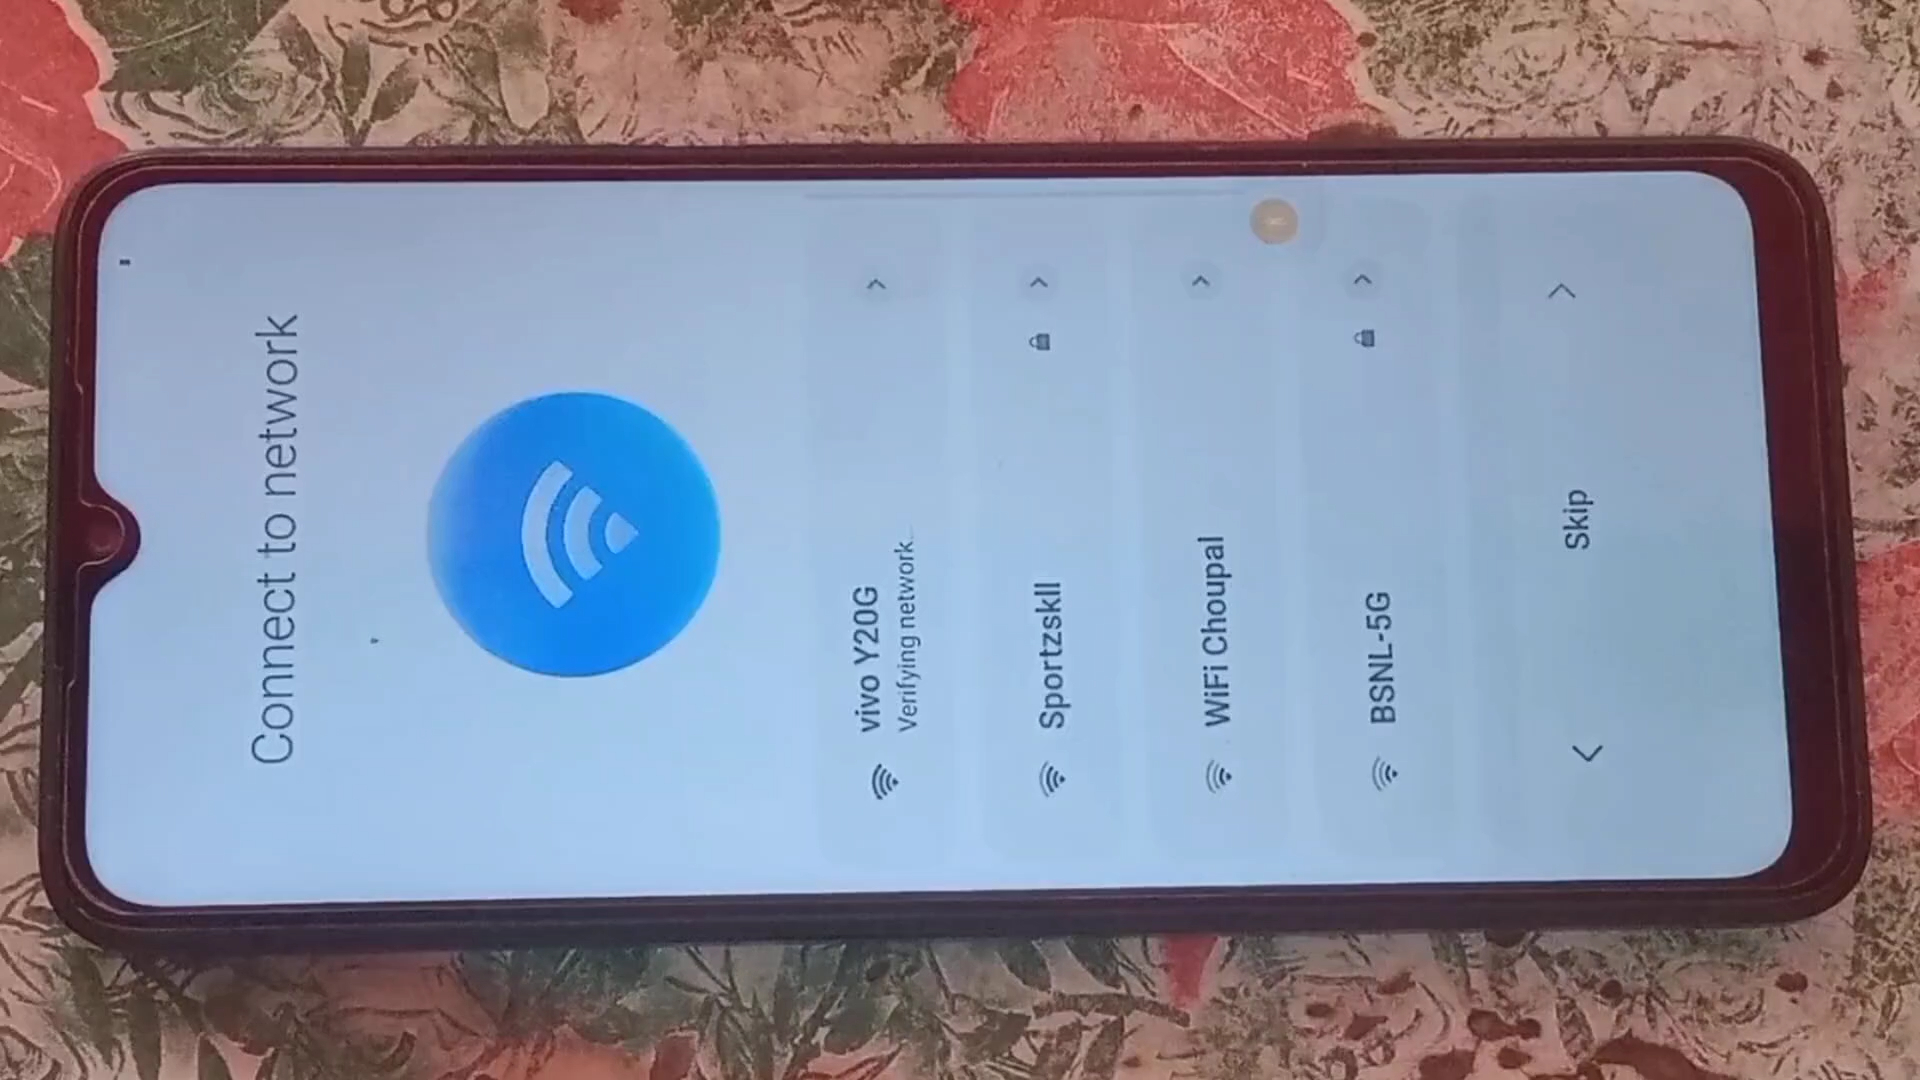 Connect to network
vivo Y20G
Verifying network..
Sportzskll
WiFi Choupal
BSNL-5G
Skip